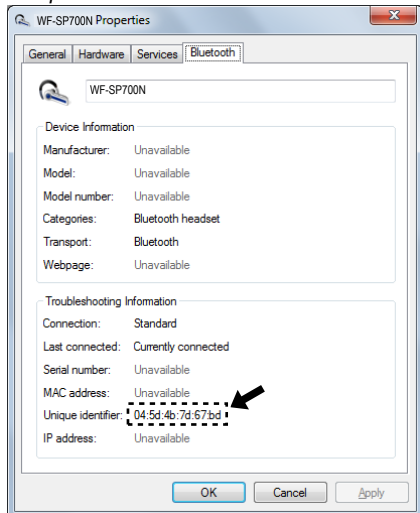 WF-SP700N Properties
General Hardware Services Bluetooth
WF-SP700N
Device Information
Manufacturer: Unavailable
Model: Unavailable
Model number: Unavailable
Categories: Bluetooth headset
Transport: Bluetooth
Webpage: Unavailable
Troubleshooting Information
Connection: Standard
Last connected: Currently connected
Serial number: Unavailable
MAC address: Unavailable
Unique identifier: 04:5d:4b:7d:67:bd
IP address: Unavailable
OK Cancel Apply